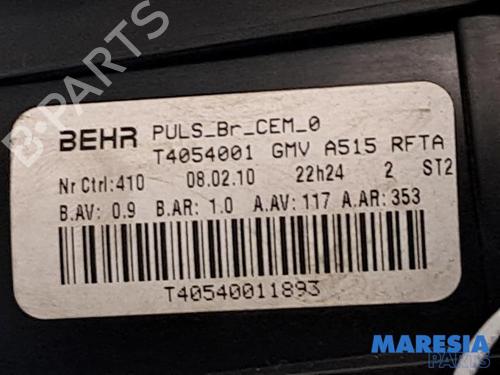 BEHR PULS_Br_CEM_0
T4054001 GMV A515 RFTA
Nr Ctrl:410 08.02.10 22h24 2 ST2
B.AV: 0.9 B.AR: 1.0 A.AV: 117 A.AR: 353
T40540011893
B-PARTS
MARESIA
PARTS